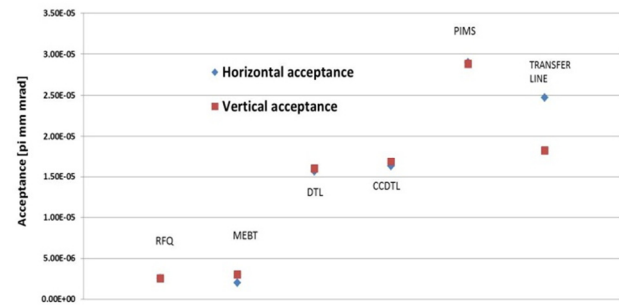 3.50E-05
3.00E-05
2.50E-05
2.00E-05
1.50E-05
1.00E-05
5.00E-06
0.00E+00
Acceptance [pi mm mrad]
Horizontal acceptance
Vertical acceptance
RFQ
MEBT
DTL
CCDTL
PIMS
TRANSFER
LINE